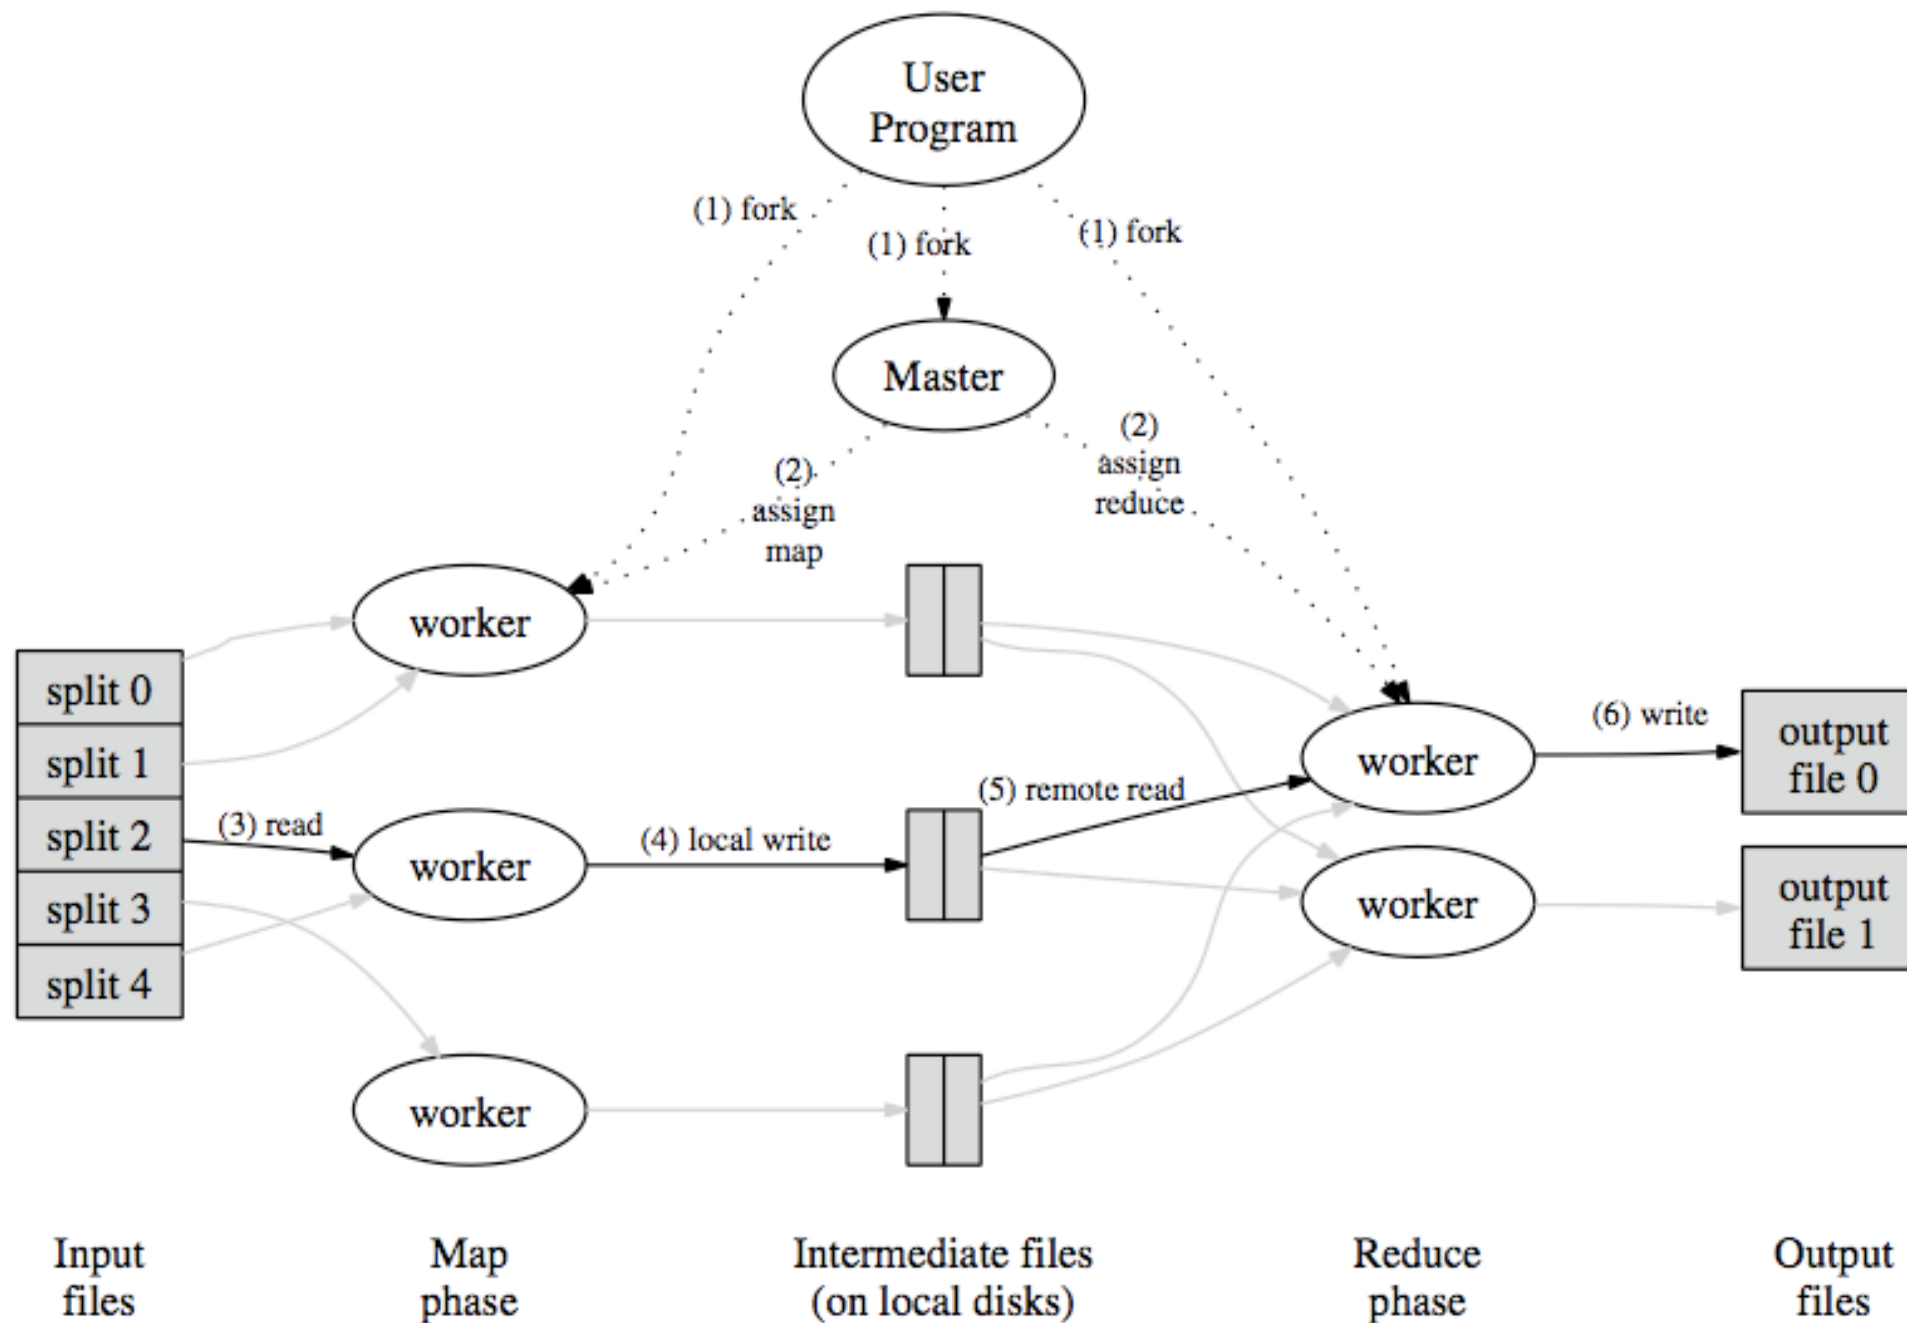 User
Program
(1) fork
(1) fork
(1) fork
Master
(2)
assign
map
(2)
assign
reduce
split 0
split 1
split 2
split 3
split 4
(3) read
worker
worker
worker
(4) local write
(5) remote read
worker
worker
(6) write
output
file 0
output
file 1
Input
files
Map
phase
Intermediate files
(on local disks)
Reduce
phase
Output
files